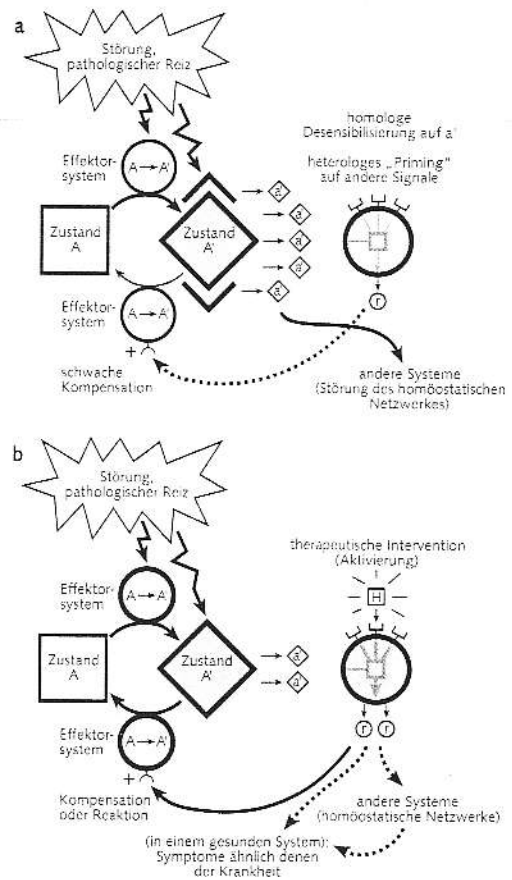 a
Störung,
pathologischer Reiz
homologe
Desensibilisierung auf a'
heterologes „Priming"
auf andere Signale
Effektor-
system
A→A'
Zustand
A
Zustand
A'
a'
a'
a'
a'
a'
Effektor-
system
A→A'
+
r
schwache
Kompensation
andere Systeme
(Störung des homöostatischen
Netzwerkes)
b
Störung,
pathologischer Reiz
therapeutische Intervention
(Aktivierung)
H
Effektor-
system
A→A'
Zustand
A
Zustand
A'
a'
a'
Effektor-
system
A→A'
+
r r
Kompensation
oder Reaktion
andere Systeme
(homöostatische Netzwerke)
(in einem gesunden System):
Symptome ähnlich denen
der Krankheit